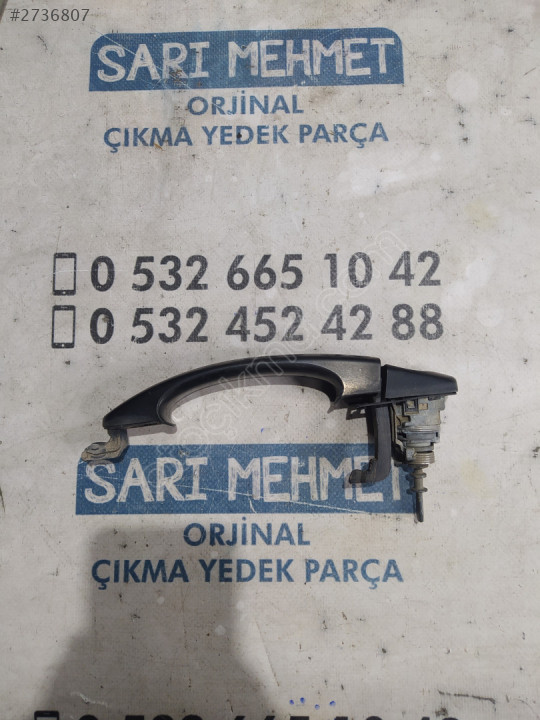 #2736807
SARI MEHMET
ORJİNAL
ÇIKMA YEDEK PARÇA
0 532 665 10 42
0 532 452 42 88
SARI MEHMET
ORJİNAL
ÇIKMA YEDEK PARÇA